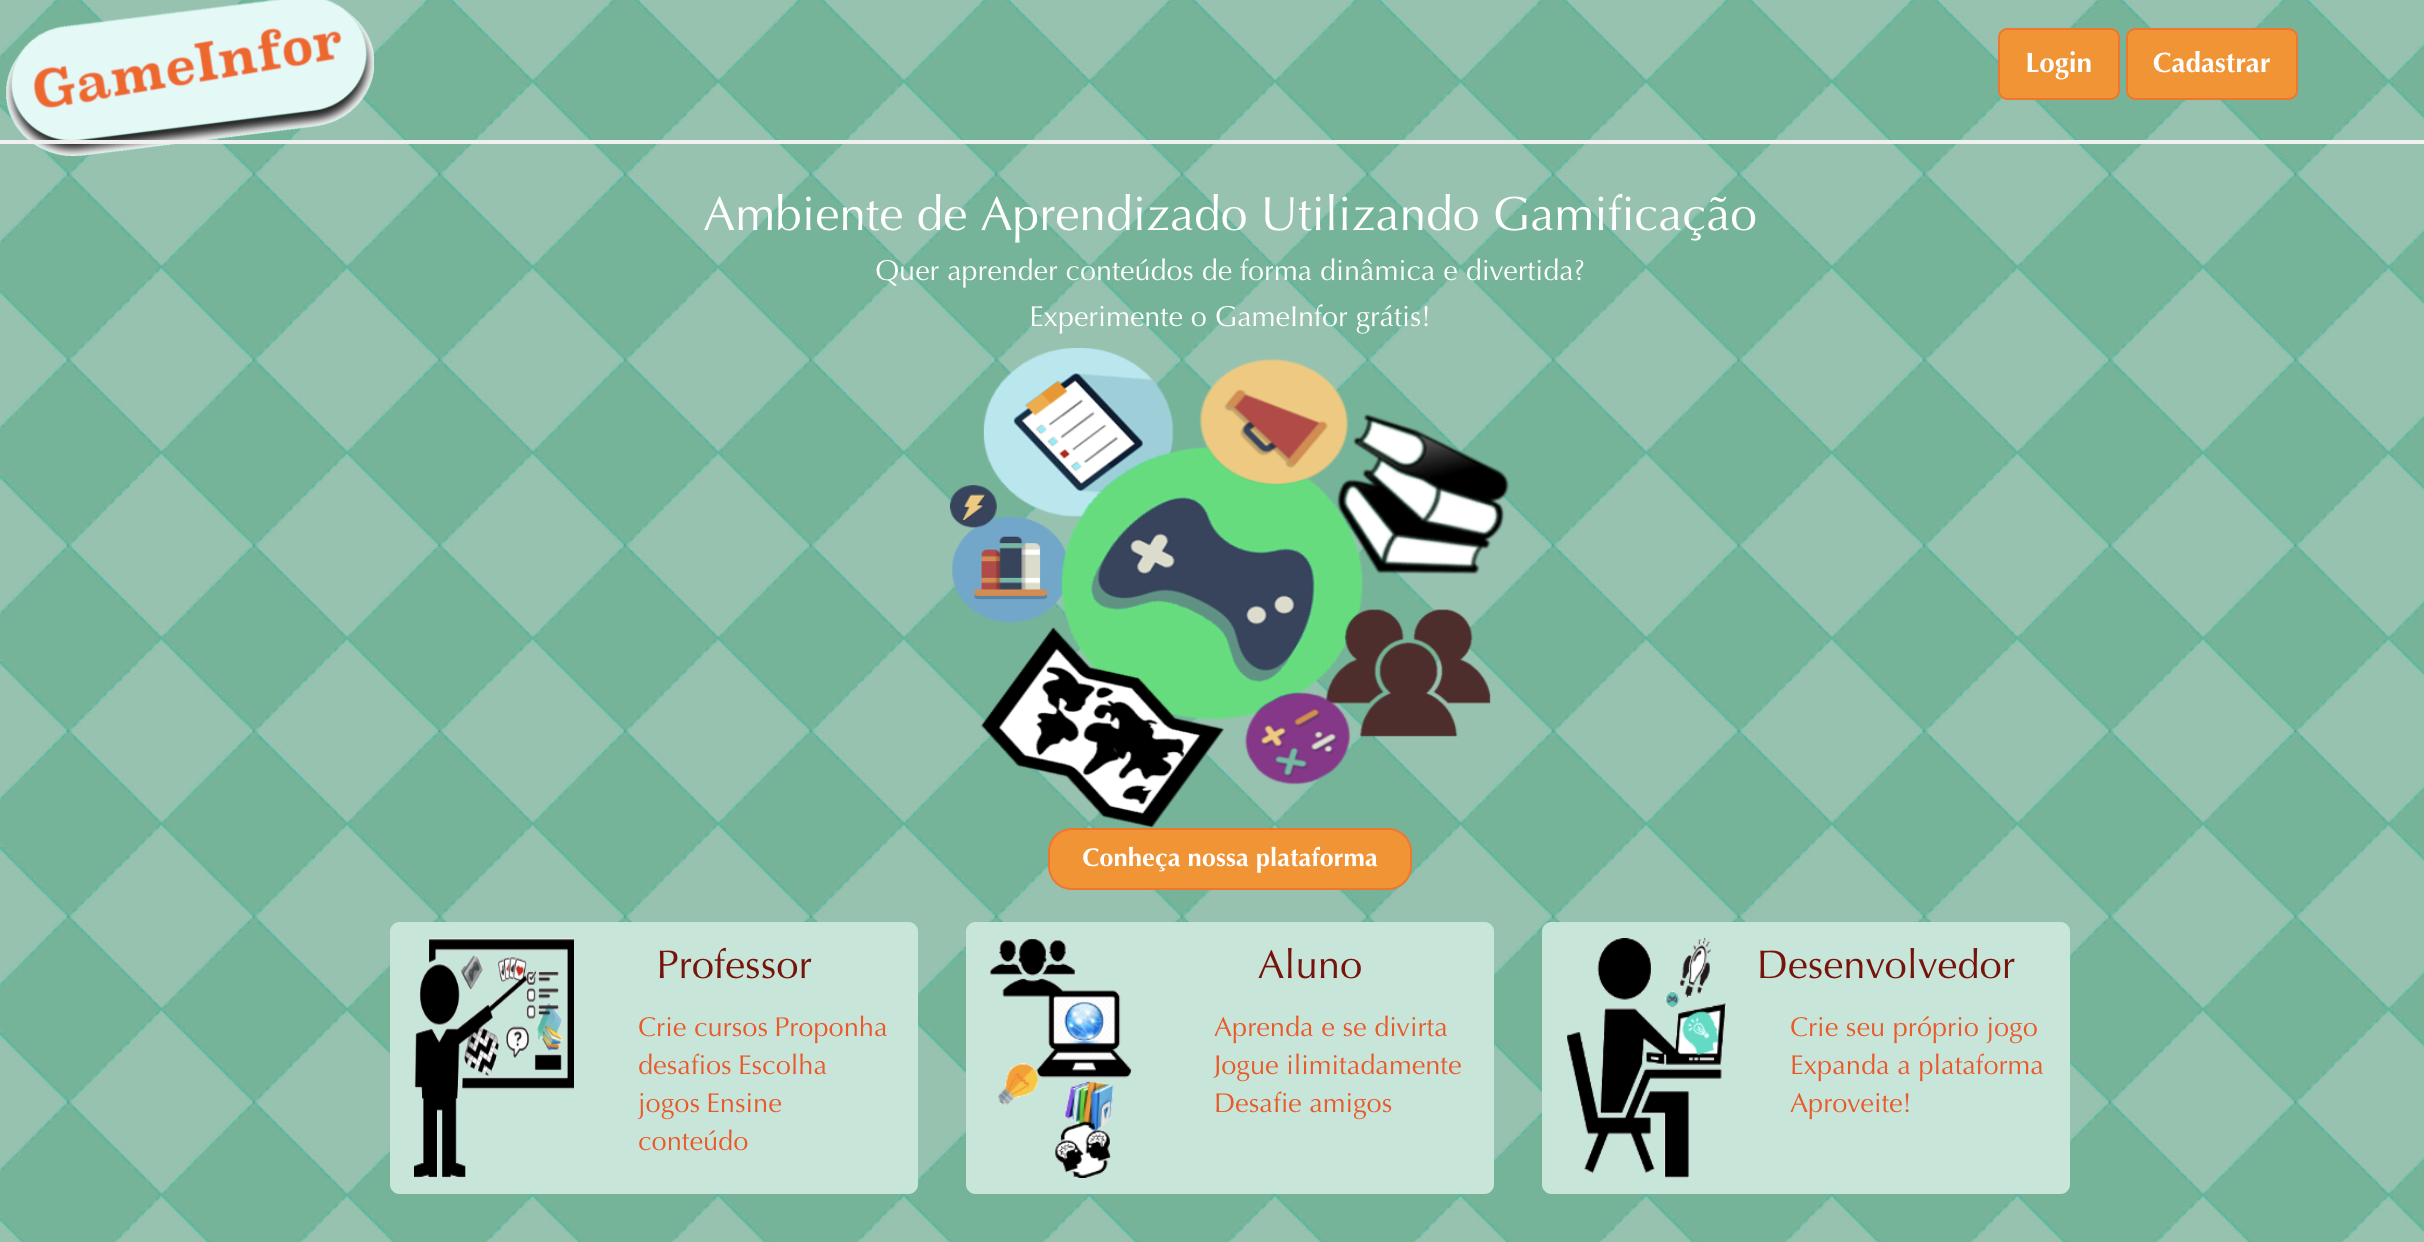 GameInfor
Login
Cadastrar
Ambiente de Aprendizado Utilizando Gamificação
Quer aprender conteúdos de forma dinâmica e divertida?
Experimente o GameInfor grátis!
Conheça nossa plataforma
Professor
Crie cursos Proponha
desafios Escolha
jogos Ensine
conteúdo
Aluno
Aprenda e se divirta
Jogue ilimitadamente
Desafie amigos
Desenvolvedor
Crie seu próprio jogo
Expanda a plataforma
Aproveite!